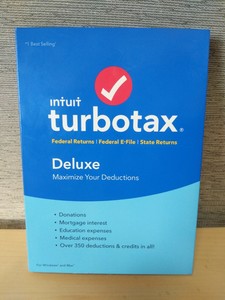 "#1 best selling"
intuit
turbotax®
Federal Returns | Federal E-File | State Returns
Deluxe
Maximize Your Deductions
• Donations
• Mortgage interest
• Education expenses
• Medical expenses
• Over 350 deductions & credits in all!